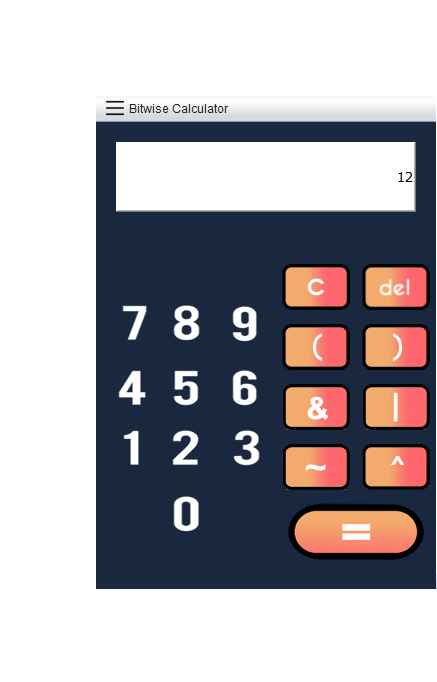 Bitwise Calculator
12
C del
7 8 9 ( )
4 5 6 & |
1 2 3 ~ ^
0 =